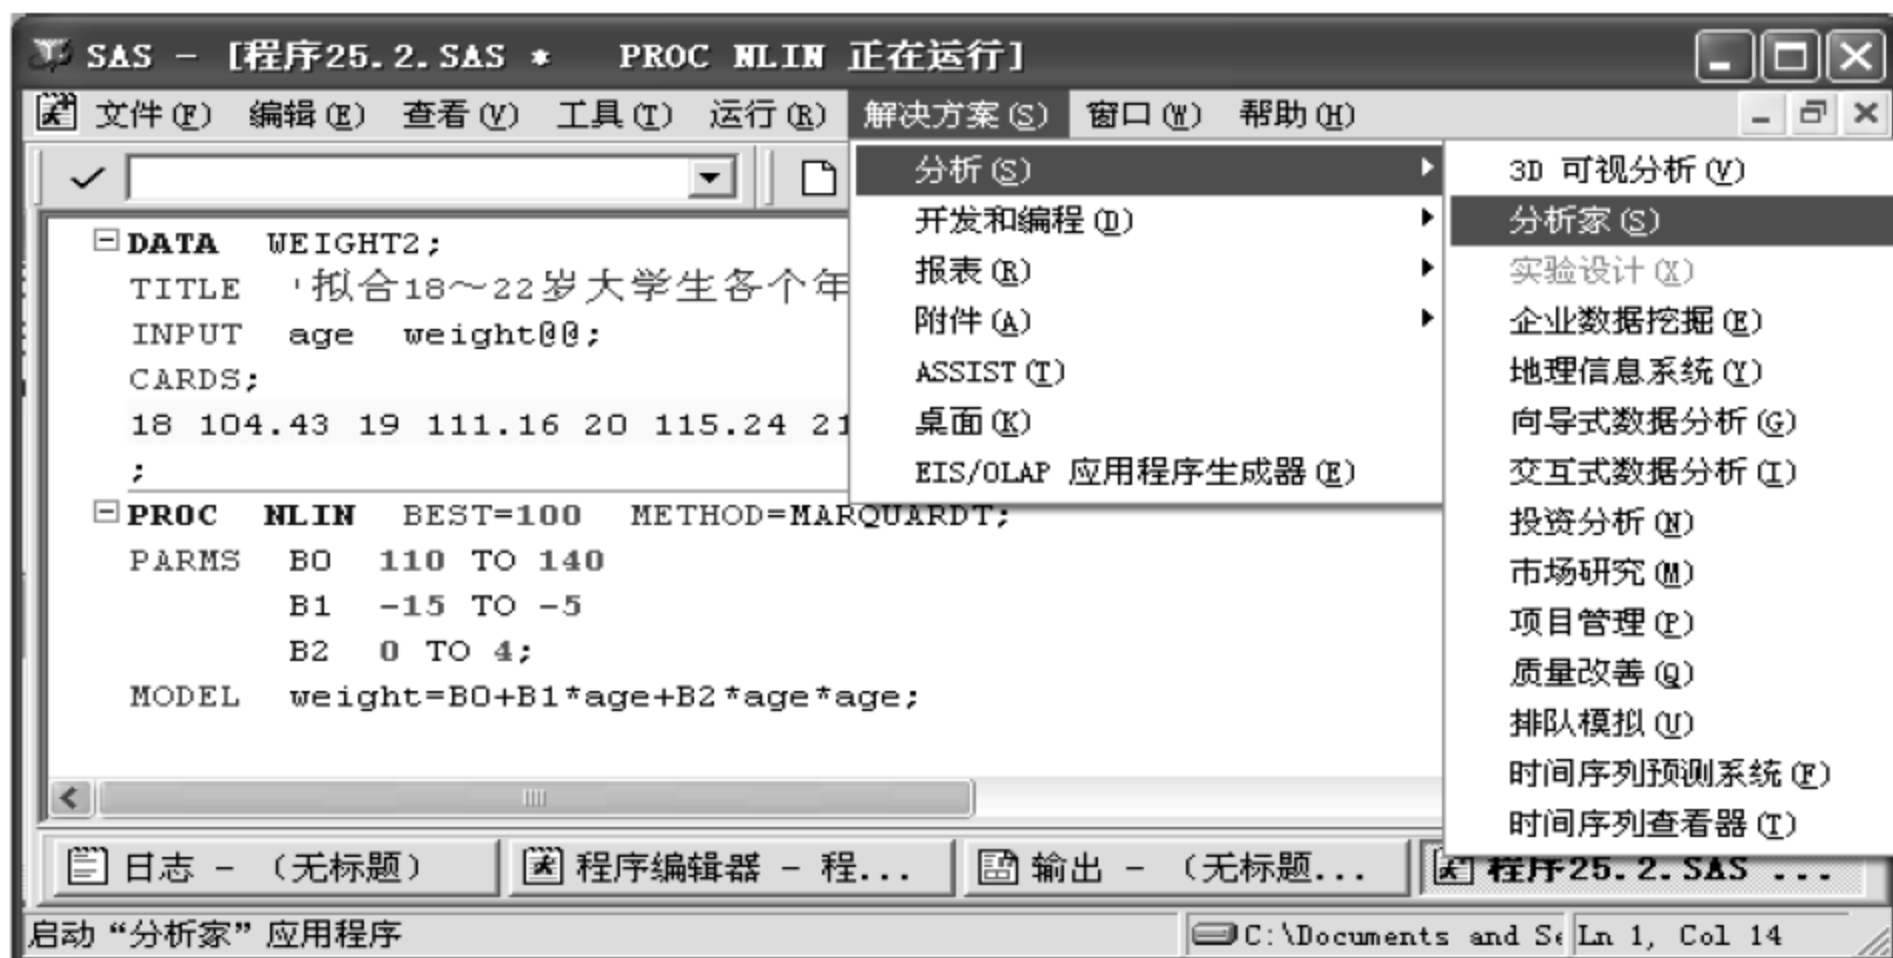 SAS - [程序25.2.SAS * PROC NLIN 正在运行]
文件(F) 编辑(E) 查看(V) 工具(T) 运行(R) 解决方案(S) 窗口(W) 帮助(H)
分析(S)
开发和编程(D)
报表(R)
附件(A)
ASSIST(T)
桌面(K)
EIS/OLAP 应用程序生成器(E)
3D 可视分析(V)
分析家(S)
实验设计(X)
企业数据挖掘(E)
地理信息系统(Y)
向导式数据分析(G)
交互式数据分析(I)
投资分析(N)
市场研究(M)
项目管理(P)
质量改善(Q)
排队模拟(U)
时间序列预测系统(F)
时间序列查看器(T)
DATA WEIGHT2;
TITLE '拟合18~22岁大学生各个年
INPUT age weight@@;
CARDS;
18 104.43 19 111.16 20 115.24 21
;
PROC NLIN BEST=100 METHOD=MARQUARDT;
PARMS B0 110 TO 140
B1 -15 TO -5
B2 0 TO 4;
MODEL weight=B0+B1*age+B2*age*age;
日志 - (无标题) 程序编辑器 - 程... 输出 - (无标题... 程序25.2.SAS ...
启动“分析家”应用程序 C:\Documents and Se Ln 1, Col 14